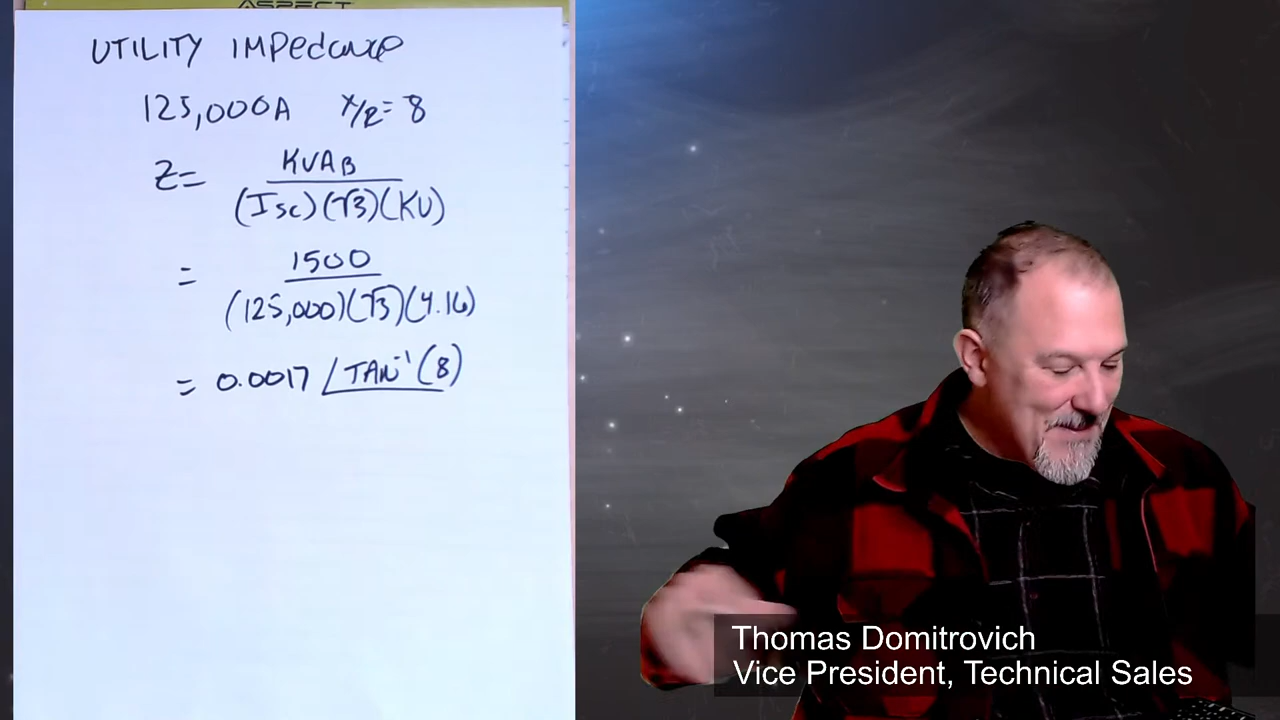 ASPECT
UTILITY IMPedance
125,000A X/R=8
Z= KVAB
(Isc)(√3)(KV)
= 1500
(125,000)(√3)(4.16)
= 0.0017 /TAN⁻¹(8)
Thomas Domitrovich
Vice President, Technical Sales